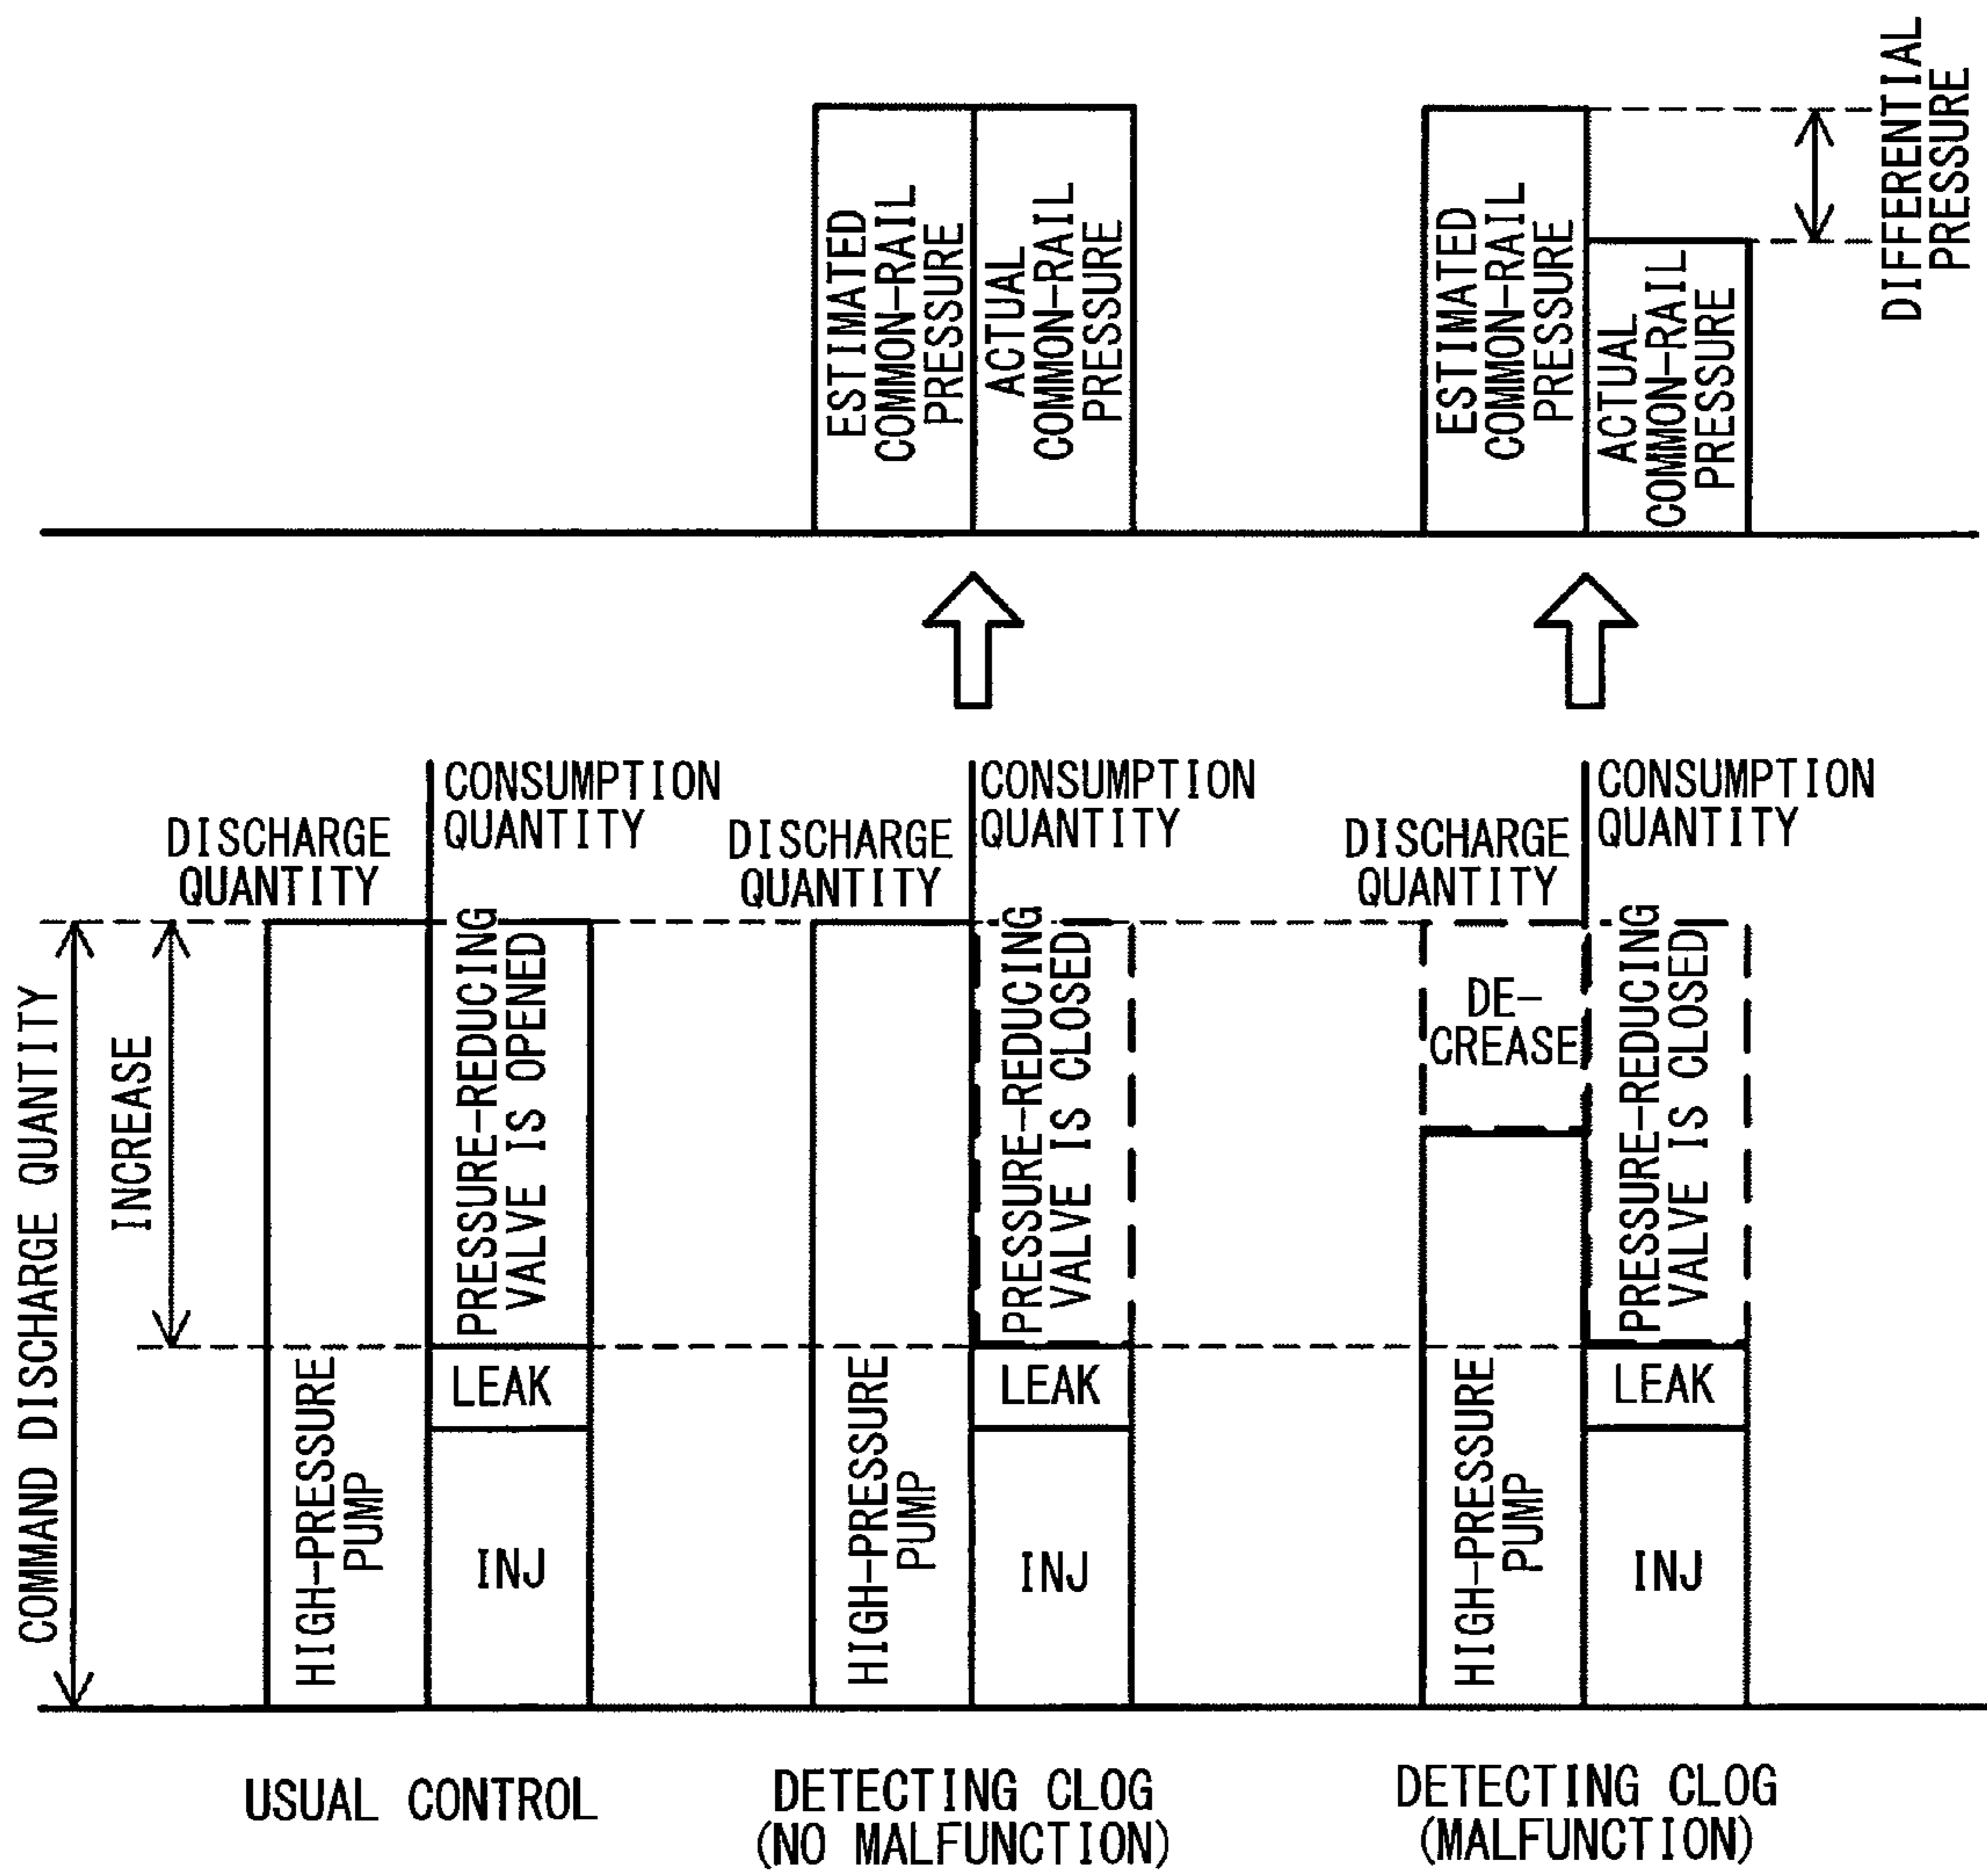 ESTIMATED
COMMON-RAIL
PRESSURE
ACTUAL
COMMON-RAIL
PRESSURE
ESTIMATED
COMMON-RAIL
PRESSURE
ACTUAL
COMMON-RAIL
PRESSURE
DIFFERENTIAL
PRESSURE
COMMAND DISCHARGE QUANTITY
INCREASE
DISCHARGE
QUANTITY
CONSUMPTION
QUANTITY
HIGH-PRESSURE
PUMP
PRESSURE-REDUCING
VALVE IS OPENED
LEAK
INJ
DISCHARGE
QUANTITY
CONSUMPTION
QUANTITY
HIGH-PRESSURE
PUMP
PRESSURE-REDUCING
VALVE IS CLOSED
LEAK
INJ
DISCHARGE
QUANTITY
CONSUMPTION
QUANTITY
DE-
CREASE
HIGH-PRESSURE
PUMP
PRESSURE-REDUCING
VALVE IS CLOSED
LEAK
INJ
USUAL CONTROL
DETECTING CLOG
(NO MALFUNCTION)
DETECTING CLOG
(MALFUNCTION)